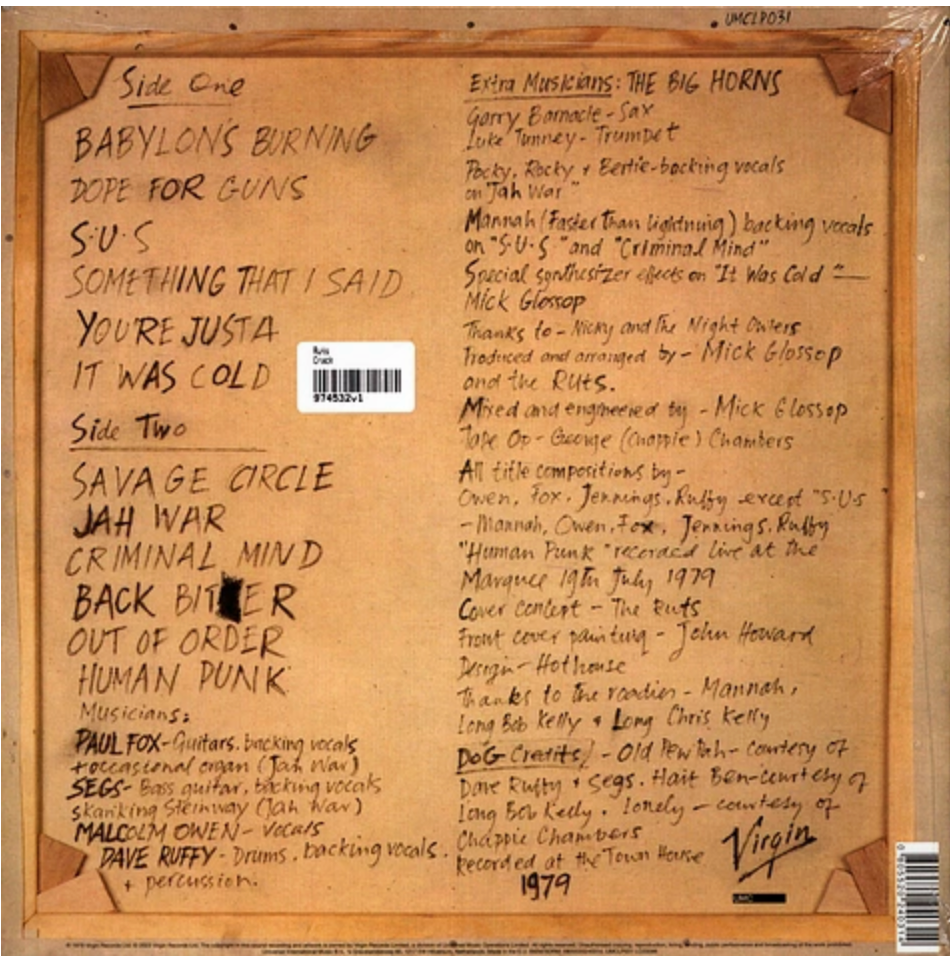 UMCLP031
Side One
BABYLON'S BURNING
DOPE FOR GUNS
S·U·S
SOMETHING THAT I SAID
YOU'RE JUST A
IT WAS COLD
Ruts
Crack
974532v1
Side Two
SAVAGE CIRCLE
JAH WAR
CRIMINAL MIND
BACK BITER
OUT OF ORDER
HUMAN PUNK
Musicians:
PAUL FOX - Guitars, backing vocals
+ occasional organ (Jah War)
SEGS - Bass guitar, backing vocals
skanking Steinway (Jah War)
MALCOLM OWEN - Vocals
DAVE RUFFY - Drums, backing vocals.
+ percussion.
Extra Musicians: THE BIG HORNS
Garry Barnacle - Sax
Luke Tunney - Trumpet
Pocky, Rocky + Bertie - backing vocals
on "Jah War"
Mannah (Faster than lightning) backing vocals
on "S·U·S" and "Criminal Mind"
Special synthesizer effects on "It Was Cold" —
Mick Glossop
Thanks to - Nicky and the Night Owlers
Produced and arranged by - Mick Glossop
and the Ruts.
Mixed and engineered by - Mick Glossop
Tape Op - George (Chappie) Chambers
All title compositions by -
Owen, Fox, Jennings, Ruffy except "S·U·S
- Mannah, Owen, Fox, Jennings, Ruffy
"Human Punk" recorded live at the
Marquee 19th July 1979
Cover concept - The Ruts
Front cover painting - John Howard
Design - Hothouse
Thanks to the roadies - Mannah,
Long Bob Kelly + Long Chris Kelly
DOG Credits) - Old Pew Pah - courtesy of
Dave Ruffy + Segs. Hait Ben - courtesy of
Long Bob Kelly. Lonely - courtesy of
Chappie Chambers
Recorded at the Town House
1979
Virgin
UMC